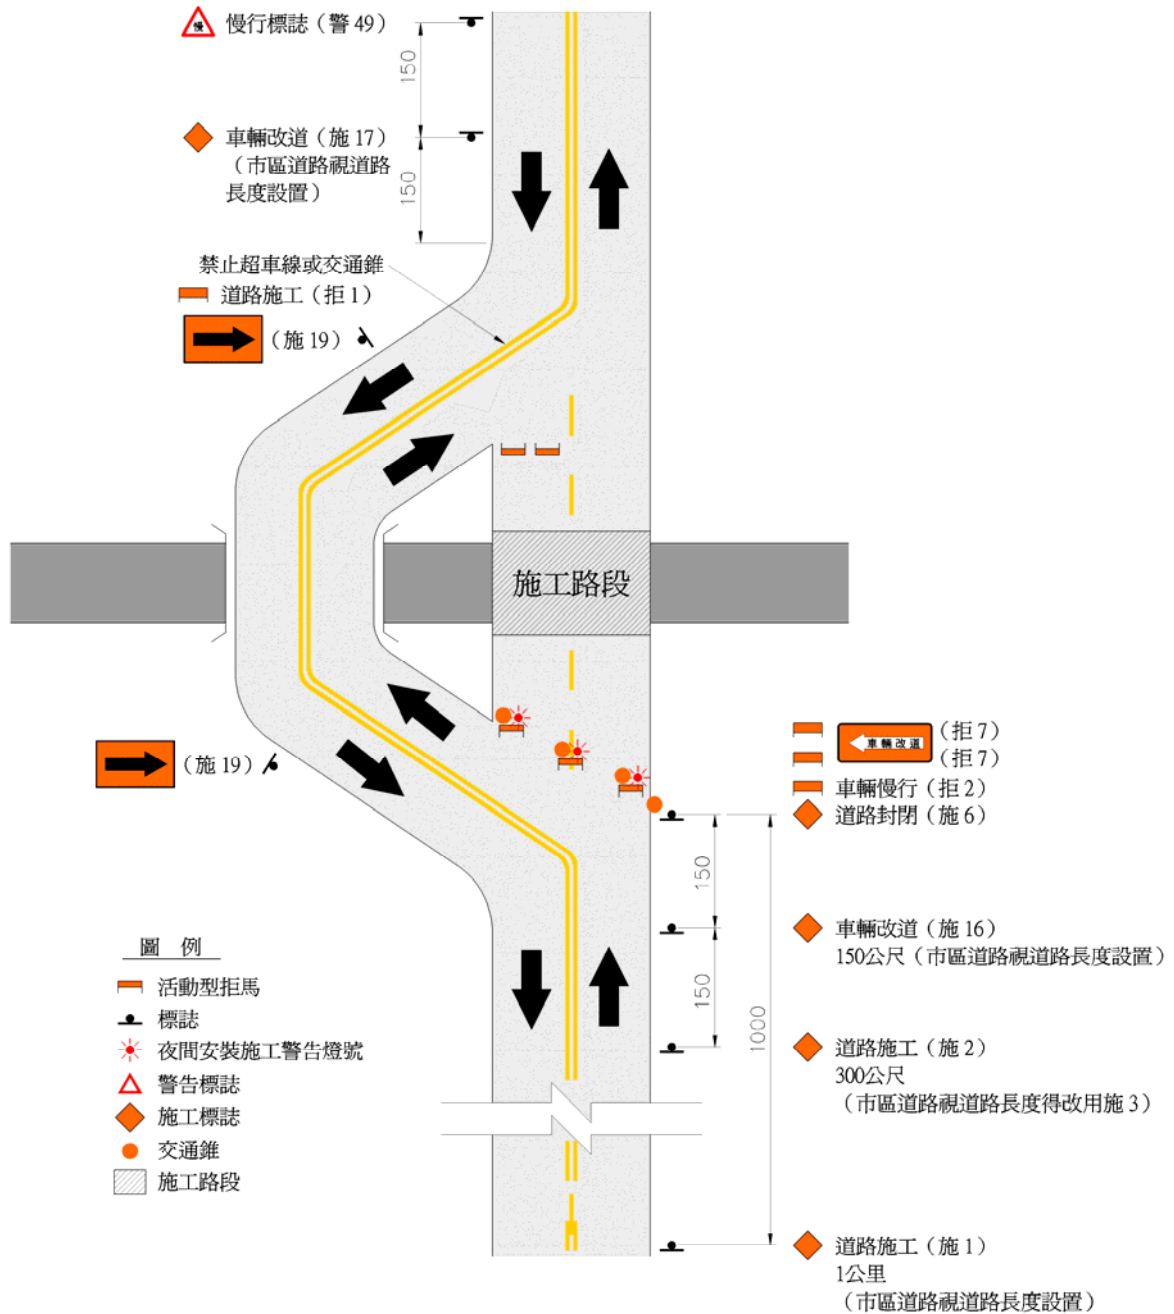 慢
慢行標誌（警 49）
150
車輛改道（施 17）
（市區道路視道路
長度設置）
150
禁止超車線或交通錐
道路施工（拒 1）
（施 19）
施工路段
（施 19）
車輛改道
（拒 7）
（拒 7）
車輛慢行（拒 2）
道路封閉（施 6）
150
車輛改道（施 16）
150公尺（市區道路視道路長度設置）
150
1000
道路施工（施 2）
300公尺
（市區道路視道路長度得改用施 3）
道路施工（施 1）
1公里
（市區道路視道路長度設置）
圖 例
活動型拒馬
標誌
夜間安裝施工警告燈號
警告標誌
施工標誌
交通錐
施工路段